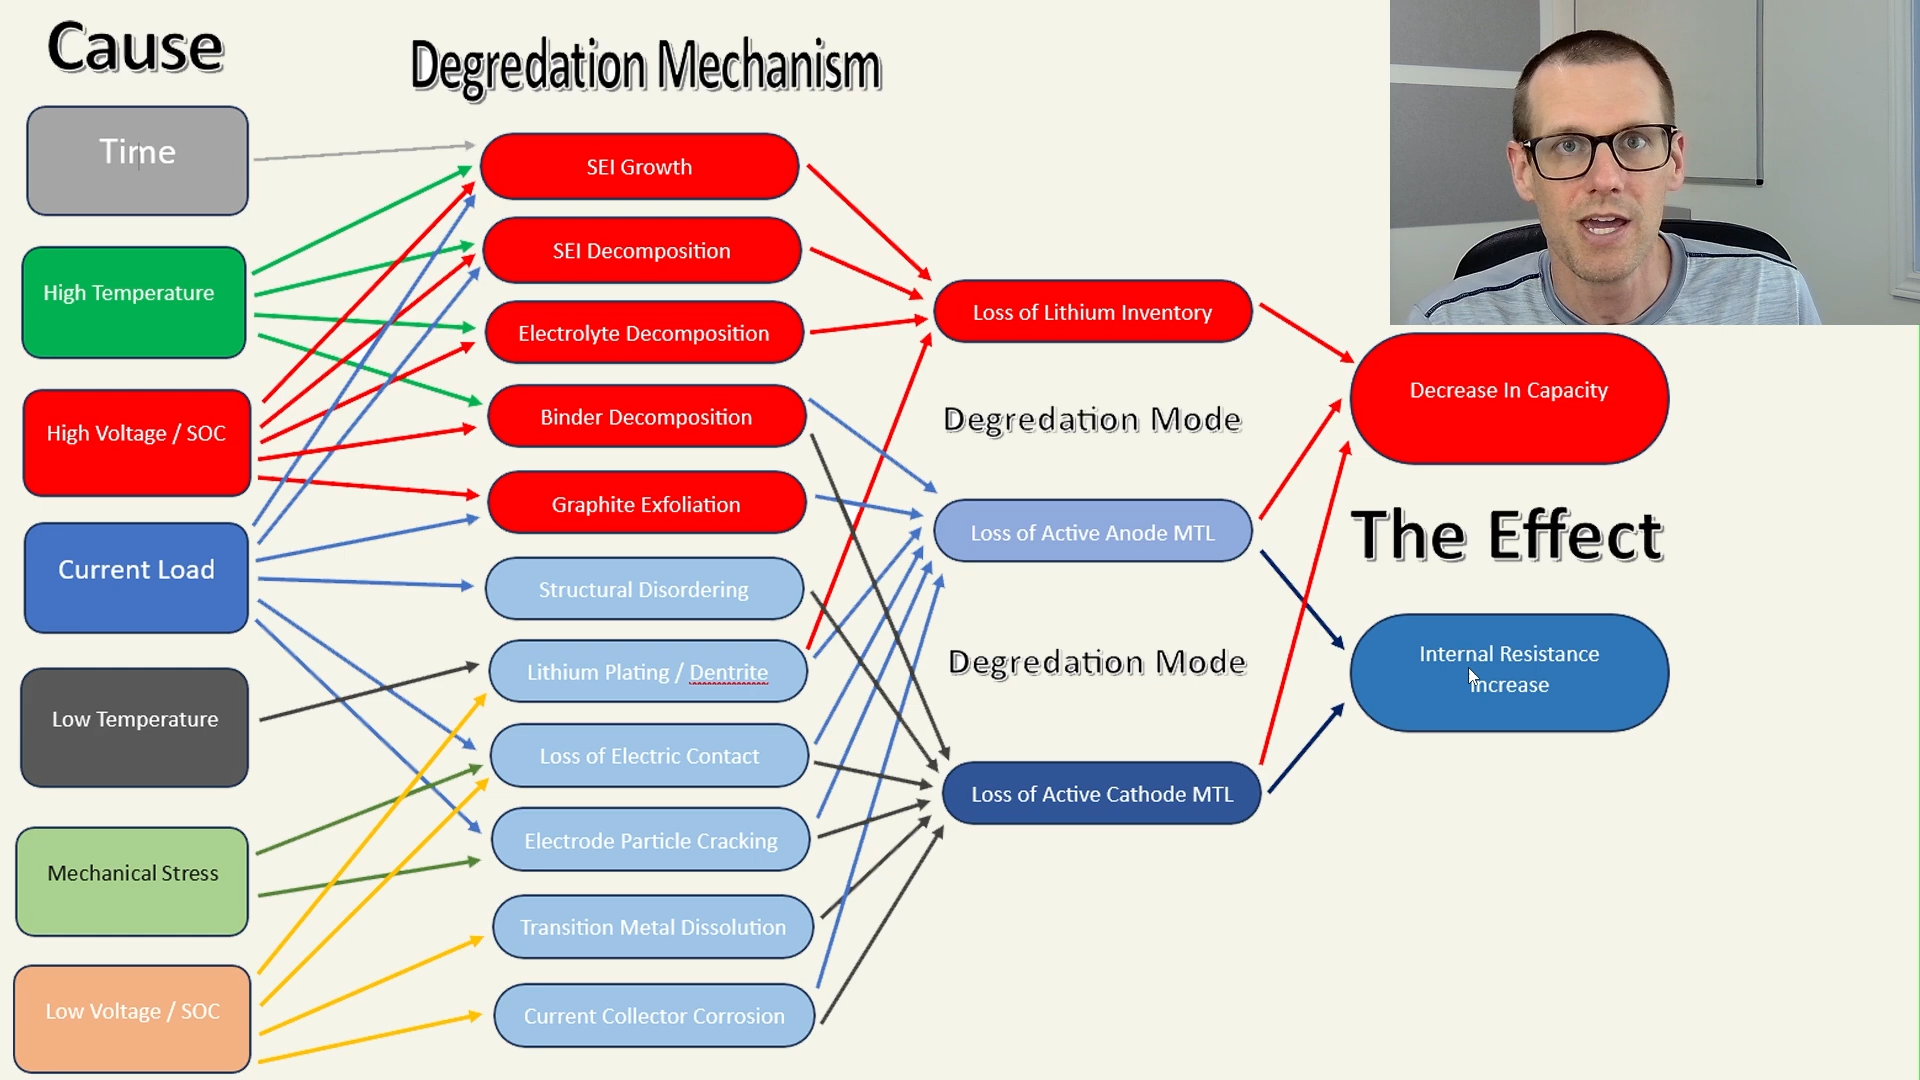 Cause
Degredation Mechanism
Time
High Temperature
High Voltage / SOC
Current Load
Low Temperature
Mechanical Stress
Low Voltage / SOC
SEI Growth
SEI Decomposition
Electrolyte Decomposition
Binder Decomposition
Graphite Exfoliation
Structural Disordering
Lithium Plating / Dentrite
Loss of Electric Contact
Electrode Particle Cracking
Transition Metal Dissolution
Current Collector Corrosion
Loss of Lithium Inventory
Degredation Mode
Loss of Active Anode MTL
Degredation Mode
Loss of Active Cathode MTL
Decrease In Capacity
The Effect
Internal Resistance
Increase